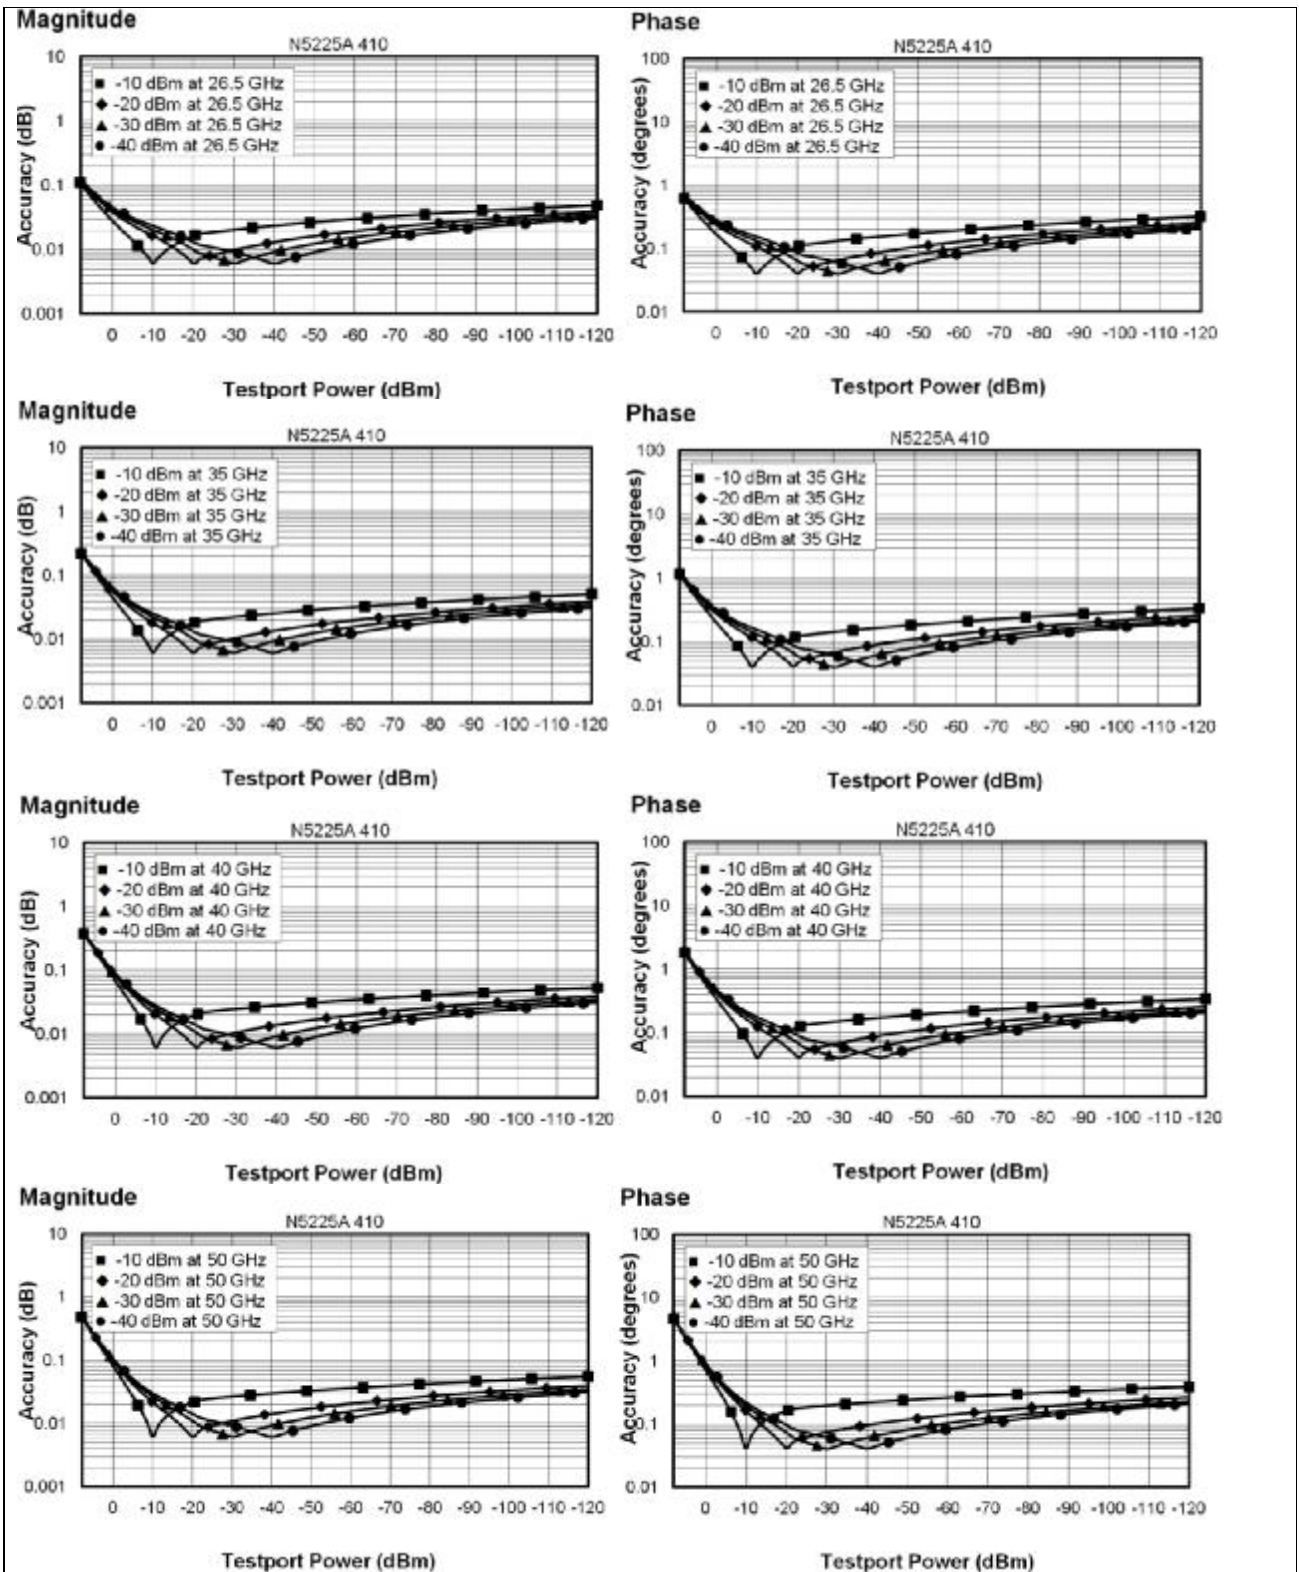 Magnitude
N5225A 410
10
1
0.1
0.01
0.001
Accuracy (dB)
-10 dBm at 26.5 GHz
-20 dBm at 26.5 GHz
-30 dBm at 26.5 GHz
-40 dBm at 26.5 GHz
0 -10 -20 -30 -40 -50 -60 -70 -80 -90 -100 -110 -120
Testport Power (dBm)
Phase
N5225A 410
100
10
1
0.1
0.01
Accuracy (degrees)
-10 dBm at 26.5 GHz
-20 dBm at 26.5 GHz
-30 dBm at 26.5 GHz
-40 dBm at 26.5 GHz
0 -10 -20 -30 -40 -50 -60 -70 -80 -90 -100 -110 -120
Testport Power (dBm)
Magnitude
N5225A 410
10
1
0.1
0.01
0.001
Accuracy (dB)
-10 dBm at 35 GHz
-20 dBm at 35 GHz
-30 dBm at 35 GHz
-40 dBm at 35 GHz
0 -10 -20 -30 -40 -50 -60 -70 -80 -90 -100 -110 -120
Testport Power (dBm)
Phase
N5225A 410
100
10
1
0.1
0.01
Accuracy (degrees)
-10 dBm at 35 GHz
-20 dBm at 35 GHz
-30 dBm at 35 GHz
-40 dBm at 35 GHz
0 -10 -20 -30 -40 -50 -60 -70 -80 -90 -100 -110 -120
Testport Power (dBm)
Magnitude
N5225A 410
10
1
0.1
0.01
0.001
Accuracy (dB)
-10 dBm at 40 GHz
-20 dBm at 40 GHz
-30 dBm at 40 GHz
-40 dBm at 40 GHz
0 -10 -20 -30 -40 -50 -60 -70 -80 -90 -100 -110 -120
Testport Power (dBm)
Phase
N5225A 410
100
10
1
0.1
0.01
Accuracy (degrees)
-10 dBm at 40 GHz
-20 dBm at 40 GHz
-30 dBm at 40 GHz
-40 dBm at 40 GHz
0 -10 -20 -30 -40 -50 -60 -70 -80 -90 -100 -110 -120
Testport Power (dBm)
Magnitude
N5225A 410
10
1
0.1
0.01
0.001
Accuracy (dB)
-10 dBm at 50 GHz
-20 dBm at 50 GHz
-30 dBm at 50 GHz
-40 dBm at 50 GHz
0 -10 -20 -30 -40 -50 -60 -70 -80 -90 -100 -110 -120
Testport Power (dBm)
Phase
N5225A 410
100
10
1
0.1
0.01
Accuracy (degrees)
-10 dBm at 50 GHz
-20 dBm at 50 GHz
-30 dBm at 50 GHz
-40 dBm at 50 GHz
0 -10 -20 -30 -40 -50 -60 -70 -80 -90 -100 -110 -120
Testport Power (dBm)